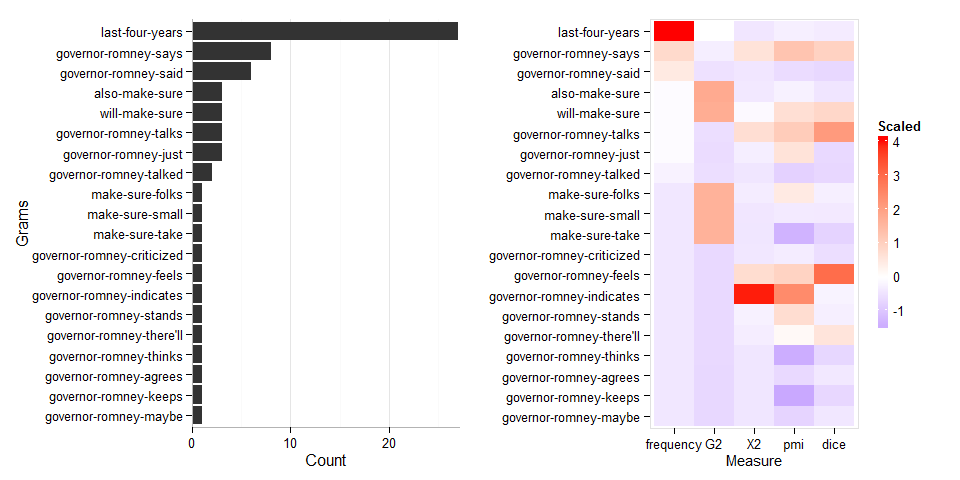 last-four-years
governor-romney-says
governor-romney-said
also-make-sure
will-make-sure
governor-romney-talks
governor-romney-just
governor-romney-talked
make-sure-folks
make-sure-small
make-sure-take
governor-romney-criticized
governor-romney-feels
governor-romney-indicates
governor-romney-stands
governor-romney-there'll
governor-romney-thinks
governor-romney-agrees
governor-romney-keeps
governor-romney-maybe
Grams
0 10 20
Count
last-four-years
governor-romney-says
governor-romney-said
also-make-sure
will-make-sure
governor-romney-talks
governor-romney-just
governor-romney-talked
make-sure-folks
make-sure-small
make-sure-take
governor-romney-criticized
governor-romney-feels
governor-romney-indicates
governor-romney-stands
governor-romney-there'll
governor-romney-thinks
governor-romney-agrees
governor-romney-keeps
governor-romney-maybe
frequency G2 X2 pmi dice
Measure
Scaled
4
3
2
1
0
-1